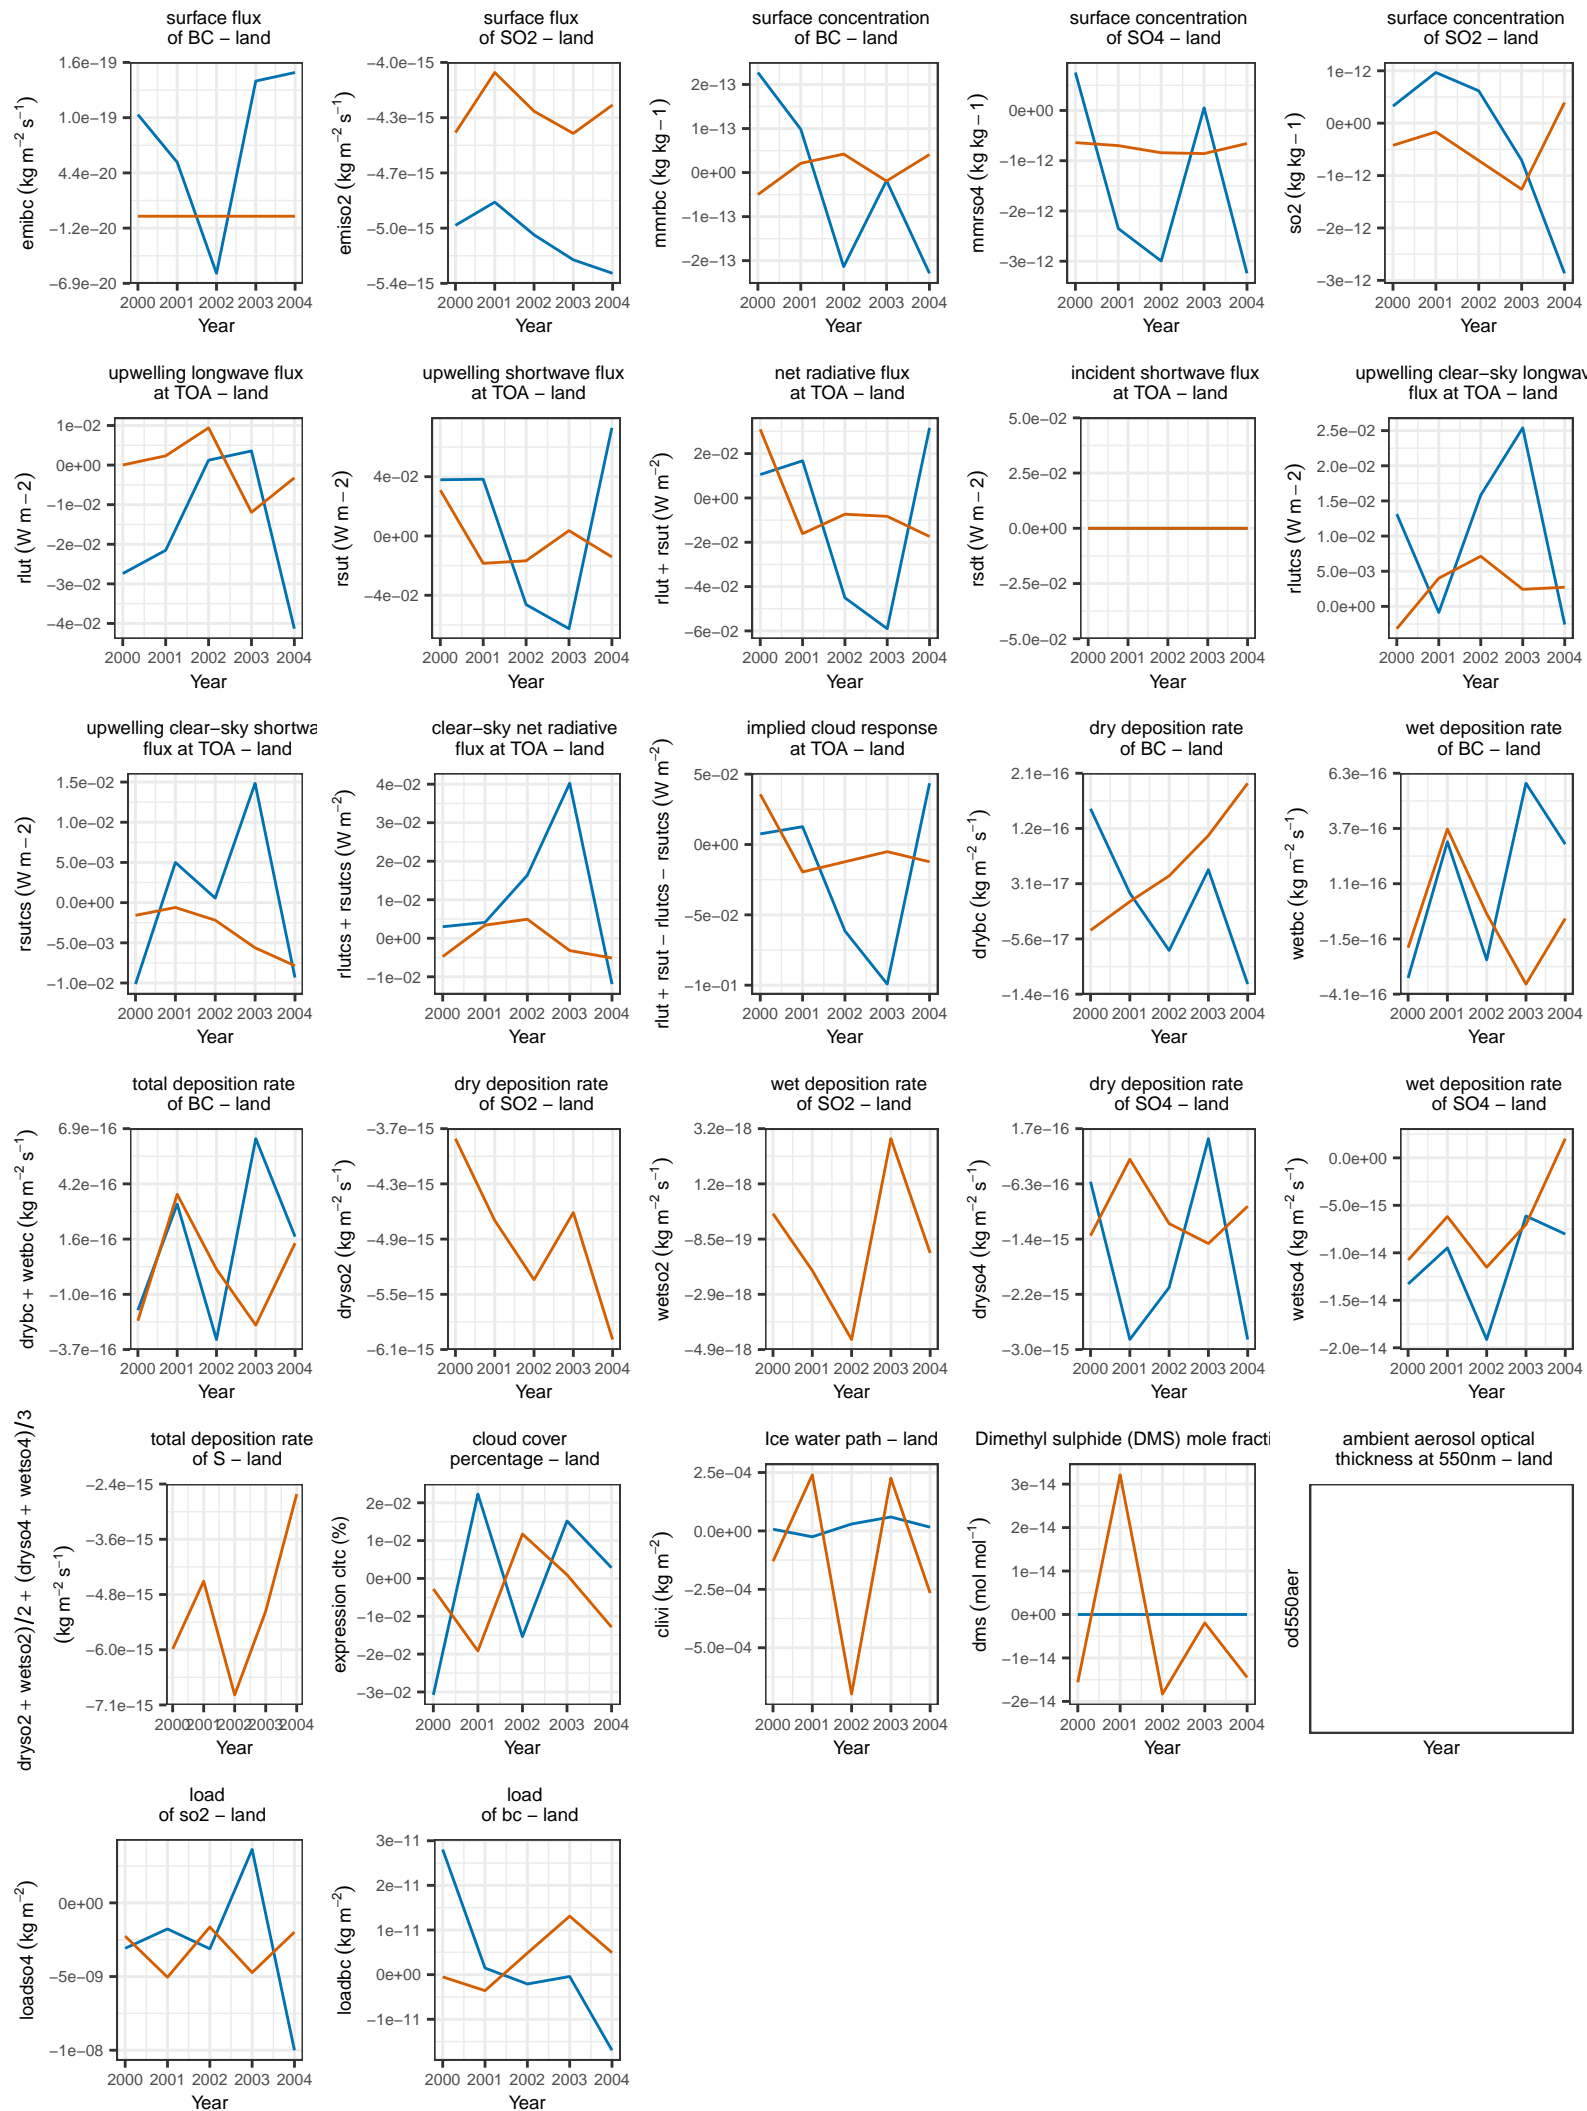 surface flux
of BC − land
emibc (kg m−2 s−1)
1.6e−19
1.0e−19
4.4e−20
−1.2e−20
−6.9e−20
2000 2001 2002 2003 2004
Year
surface flux
of SO2 − land
emiso2 (kg m−2 s−1)
−4.0e−15
−4.3e−15
−4.7e−15
−5.0e−15
−5.4e−15
2000 2001 2002 2003 2004
Year
surface concentration
of BC − land
mmrbc (kg kg − 1)
2e−13
1e−13
0e+00
−1e−13
−2e−13
2000 2001 2002 2003 2004
Year
surface concentration
of SO4 − land
mmrso4 (kg kg − 1)
0e+00
−1e−12
−2e−12
−3e−12
2000 2001 2002 2003 2004
Year
surface concentration
of SO2 − land
so2 (kg kg − 1)
1e−12
0e+00
−1e−12
−2e−12
−3e−12
2000 2001 2002 2003 2004
Year
upwelling longwave flux
at TOA − land
rlut (W m − 2)
1e−02
0e+00
−1e−02
−2e−02
−3e−02
−4e−02
2000 2001 2002 2003 2004
Year
upwelling shortwave flux
at TOA − land
rsut (W m − 2)
4e−02
0e+00
−4e−02
2000 2001 2002 2003 2004
Year
net radiative flux
at TOA − land
rlut + rsut (W m−2)
2e−02
0e+00
−2e−02
−4e−02
−6e−02
2000 2001 2002 2003 2004
Year
incident shortwave flux
at TOA − land
rsdt (W m − 2)
5.0e−02
2.5e−02
0.0e+00
−2.5e−02
−5.0e−02
2000 2001 2002 2003 2004
Year
upwelling clear−sky longwav
flux at TOA − land
rlutcs (W m − 2)
2.5e−02
2.0e−02
1.5e−02
1.0e−02
5.0e−03
0.0e+00
2000 2001 2002 2003 2004
Year
upwelling clear−sky shortwa
flux at TOA − land
rsutcs (W m − 2)
1.5e−02
1.0e−02
5.0e−03
0.0e+00
−5.0e−03
−1.0e−02
2000 2001 2002 2003 2004
Year
clear−sky net radiative
flux at TOA − land
rlutcs + rsutcs (W m−2)
4e−02
3e−02
2e−02
1e−02
0e+00
−1e−02
2000 2001 2002 2003 2004
Year
implied cloud response
at TOA − land
rlut + rsut − rlutcs − rsutcs (W m−2)
5e−02
0e+00
−5e−02
−1e−01
2000 2001 2002 2003 2004
Year
dry deposition rate
of BC − land
drybc (kg m−2 s−1)
2.1e−16
1.2e−16
3.1e−17
−5.6e−17
−1.4e−16
2000 2001 2002 2003 2004
Year
wet deposition rate
of BC − land
wetbc (kg m−2 s−1)
6.3e−16
3.7e−16
1.1e−16
−1.5e−16
−4.1e−16
2000 2001 2002 2003 2004
Year
total deposition rate
of BC − land
drybc + wetbc (kg m−2 s−1)
6.9e−16
4.2e−16
1.6e−16
−1.0e−16
−3.7e−16
2000 2001 2002 2003 2004
Year
dry deposition rate
of SO2 − land
dryso2 (kg m−2 s−1)
−3.7e−15
−4.3e−15
−4.9e−15
−5.5e−15
−6.1e−15
2000 2001 2002 2003 2004
Year
wet deposition rate
of SO2 − land
wetso2 (kg m−2 s−1)
3.2e−18
1.2e−18
−8.5e−19
−2.9e−18
−4.9e−18
2000 2001 2002 2003 2004
Year
dry deposition rate
of SO4 − land
dryso4 (kg m−2 s−1)
1.7e−16
−6.3e−16
−1.4e−15
−2.2e−15
−3.0e−15
2000 2001 2002 2003 2004
Year
wet deposition rate
of SO4 − land
wetso4 (kg m−2 s−1)
0.0e+00
−5.0e−15
−1.0e−14
−1.5e−14
−2.0e−14
2000 2001 2002 2003 2004
Year
total deposition rate
of S − land
dryso2 + wetso2)/2 + (dryso4 + wetso4)/3
(kg m−2 s−1)
−2.4e−15
−3.6e−15
−4.8e−15
−6.0e−15
−7.1e−15
2000 2001 2002 2003 2004
Year
cloud cover
percentage − land
expression cltc (%)
2e−02
1e−02
0e+00
−1e−02
−2e−02
−3e−02
2000 2001 2002 2003 2004
Year
Ice water path − land
clivi (kg m−2)
2.5e−04
0.0e+00
−2.5e−04
−5.0e−04
2000 2001 2002 2003 2004
Year
Dimethyl sulphide (DMS) mole fracti
dms (mol mol−1)
3e−14
2e−14
1e−14
0e+00
−1e−14
−2e−14
2000 2001 2002 2003 2004
Year
ambient aerosol optical
thickness at 550nm − land
od550aer
Year
load
of so2 − land
loadso4 (kg m−2)
0e+00
−5e−09
−1e−08
2000 2001 2002 2003 2004
Year
load
of bc − land
loadbc (kg m−2)
3e−11
2e−11
1e−11
0e+00
−1e−11
2000 2001 2002 2003 2004
Year